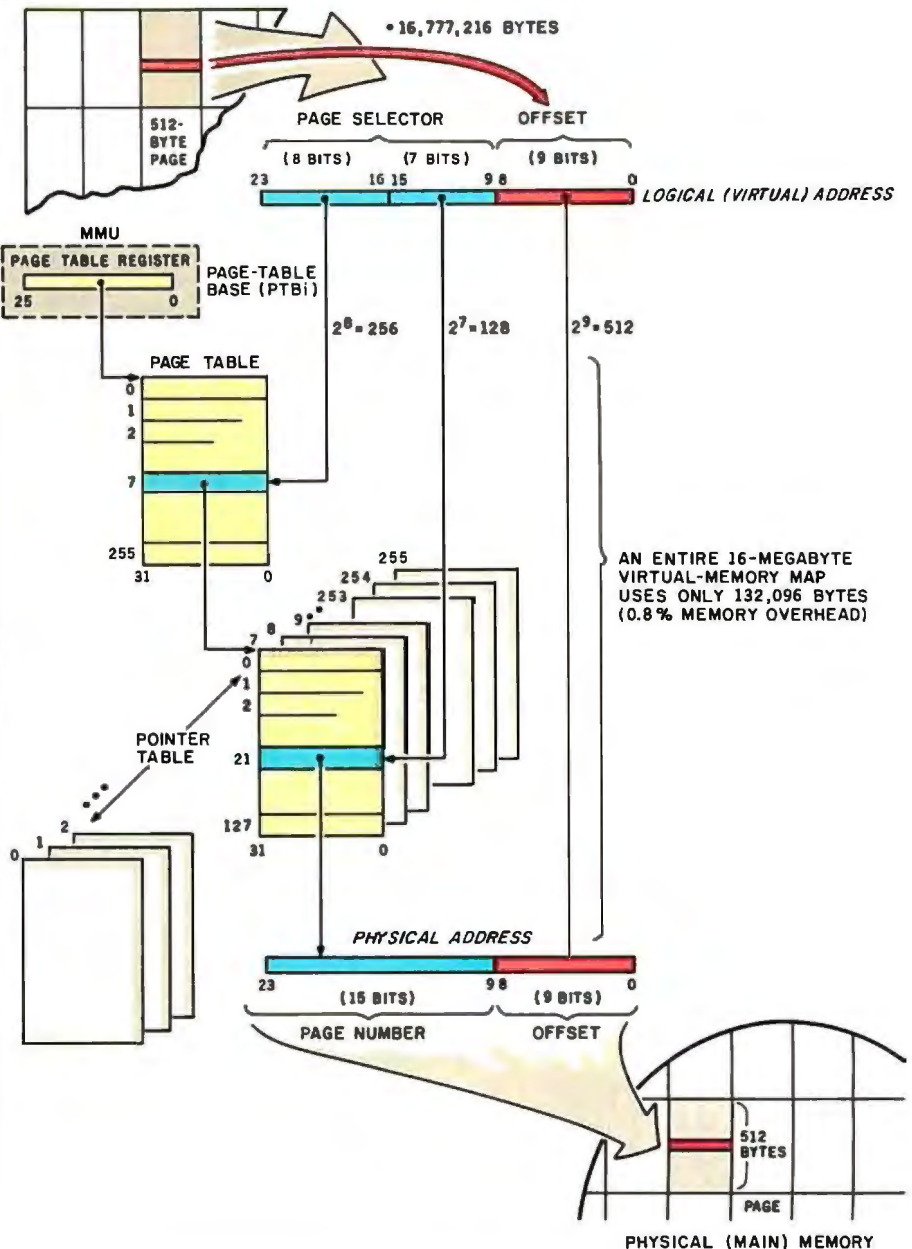 •16,777,216 BYTES
512-
BYTE
PAGE
PAGE SELECTOR
OFFSET
(8 BITS)
(7 BITS)
(9 BITS)
23
16 15
9 8
0
LOGICAL (VIRTUAL) ADDRESS
MMU
PAGE TABLE REGISTER
25
0
PAGE-TABLE
BASE (PTBi)
2⁸=256
2⁷=128
2⁹=512
PAGE TABLE
0
1
2
7
255
31
0
AN ENTIRE 16-MEGABYTE
VIRTUAL-MEMORY MAP
USES ONLY 132,096 BYTES
(0.8% MEMORY OVERHEAD)
255
254
253
9
8
7
0
1
2
21
127
31
0
POINTER
TABLE
2
1
0
PHYSICAL ADDRESS
23
9 8
0
(15 BITS)
(9 BITS)
PAGE NUMBER
OFFSET
512
BYTES
PAGE
PHYSICAL (MAIN) MEMORY